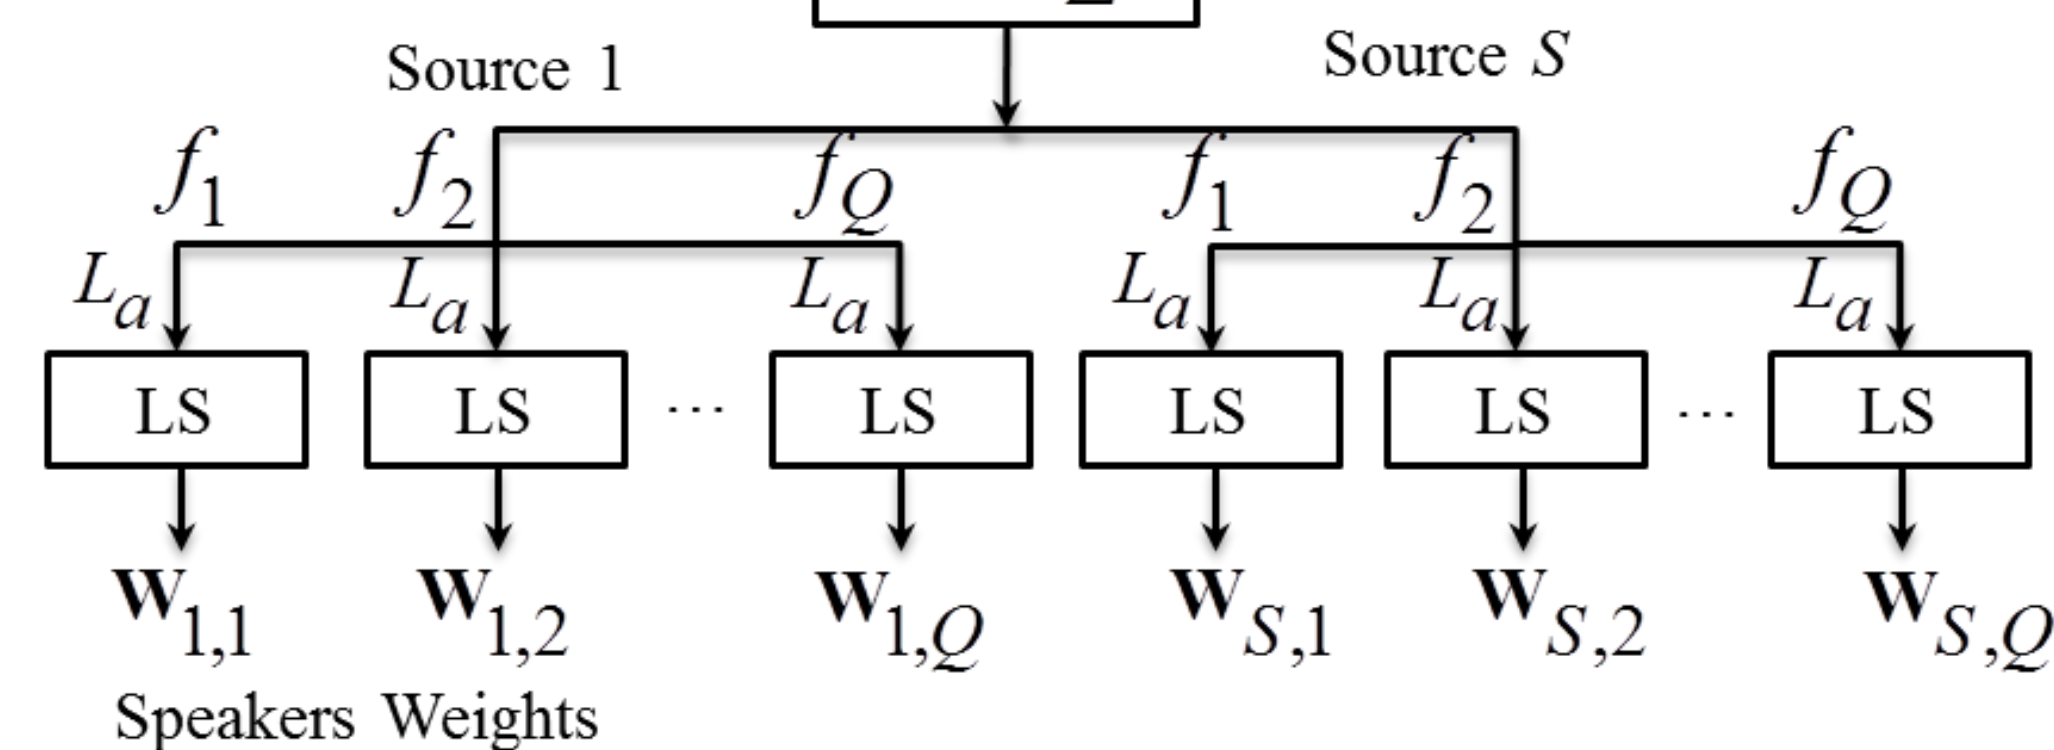 Source 1 Source S
f1 f2 fQ f1 f2 fQ
La La La La La La
LS LS ... LS LS LS ... LS
W1,1 W1,2 W1,Q WS,1 WS,2 WS,Q
Speakers Weights